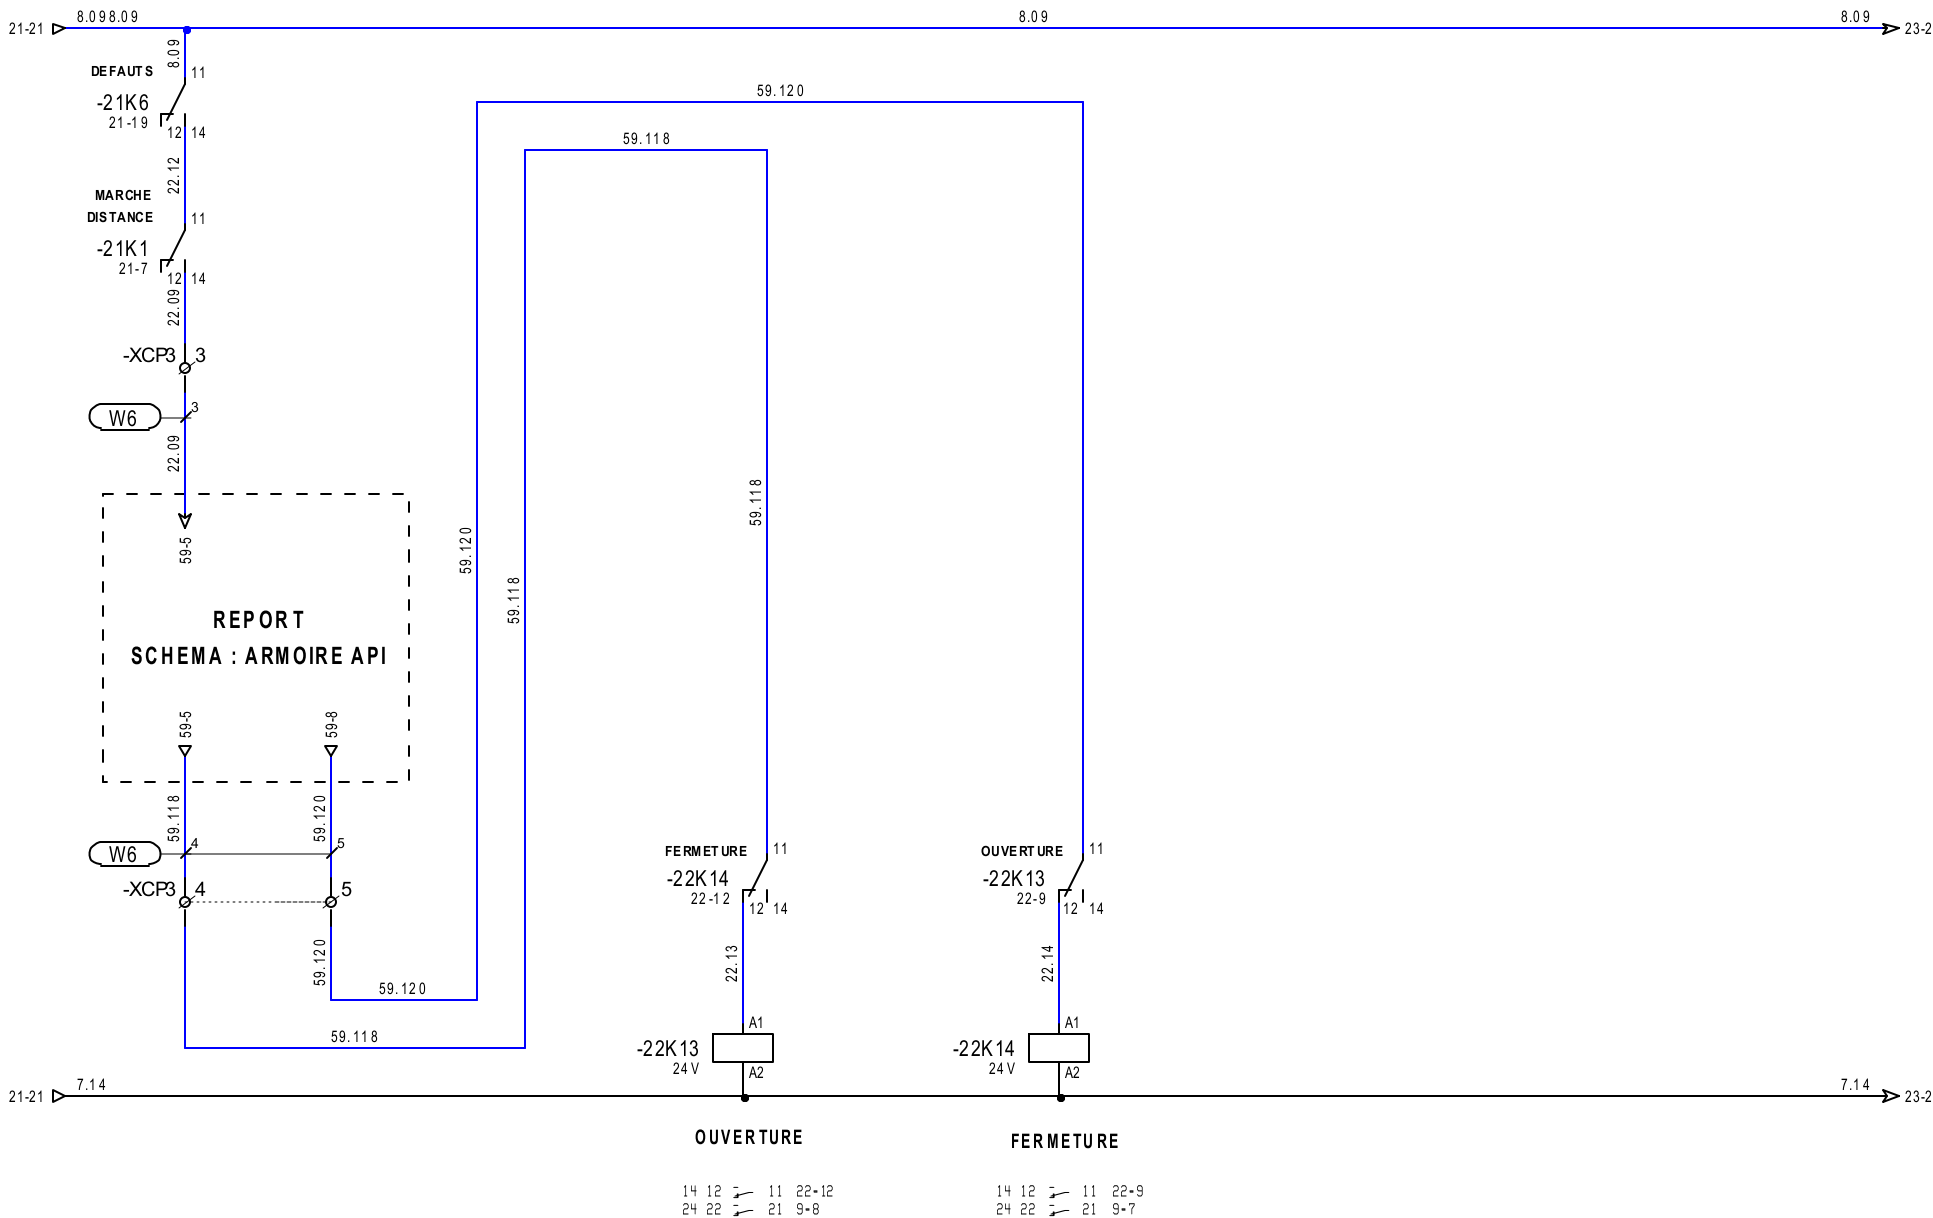 8.09 8.09 8.09 8.09
21-21 23-2
8.09
DEFAUTS 11
-21K6
21-19
12 14
22.12
MARCHE
DISTANCE 11
-21K1
21-7
12 14
22.09
-XCP3 3
W6 3
22.09
59-5
REPORT
SCHEMA : ARMOIRE API
59-5 59-8
59.118 59.120
W6 4 5
-XCP3 4 5
59.120
59.120
59.118
59.120
59.118
59.120
59.118
59.118
FERMETURE 11
-22K14
22-12
12 14
22.13
A1
-22K13
24V
A2
OUVERTURE 11
-22K13
22-9
12 14
22.14
A1
-22K14
24V
A2
7.14 7.14
21-21 23-2
OUVERTURE FERMETURE
14 12 11 22-12
24 22 21 9-8
14 12 11 22-9
24 22 21 9-7